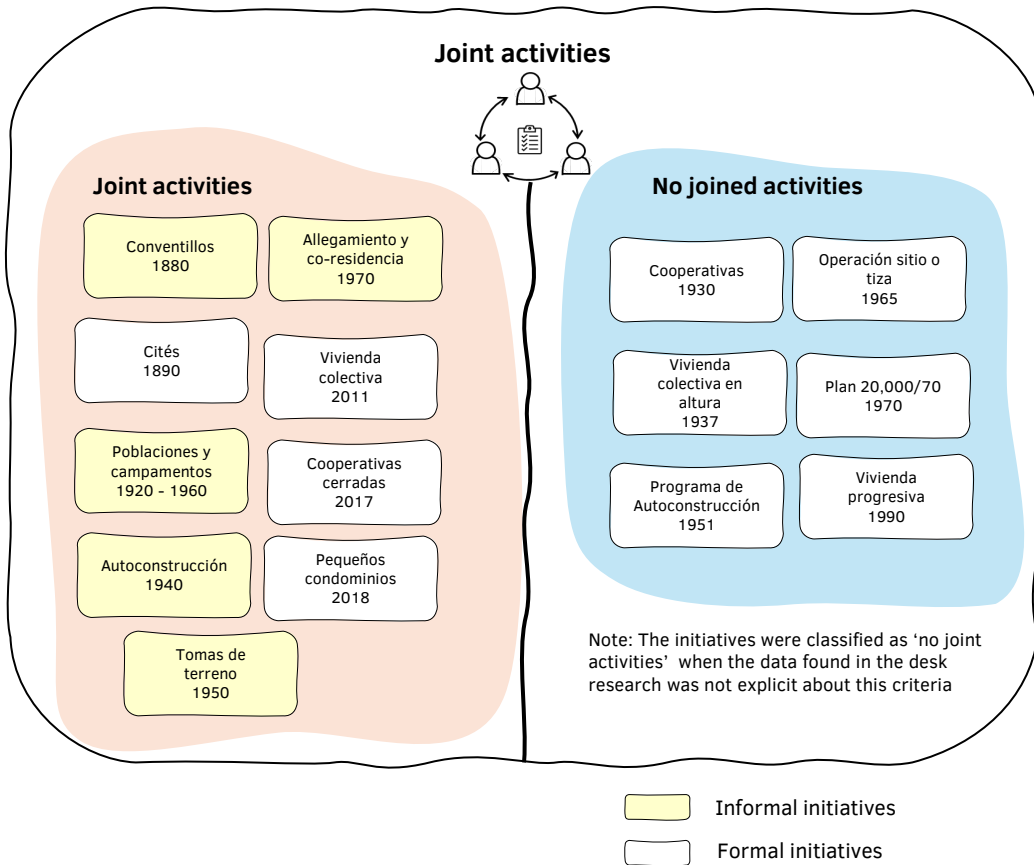 Joint activities
Joint activities
Conventillos
1880
Allegamiento y
co-residencia
1970
Cités
1890
Vivienda
colectiva
2011
Poblaciones y
campamentos
1920 - 1960
Cooperativas
cerradas
2017
Autoconstrucción
1940
Pequeños
condominios
2018
Tomas de
terreno
1950
No joined activities
Cooperativas
1930
Operación sitio o
tiza
1965
Vivienda
colectiva en
altura
1937
Plan 20,000/70
1970
Programa de
Autoconstrucción
1951
Vivienda
progresiva
1990
Note: The initiatives were classified as ‘no joint
activities’ when the data found in the desk
research was not explicit about this criteria
Informal initiatives
Formal initiatives